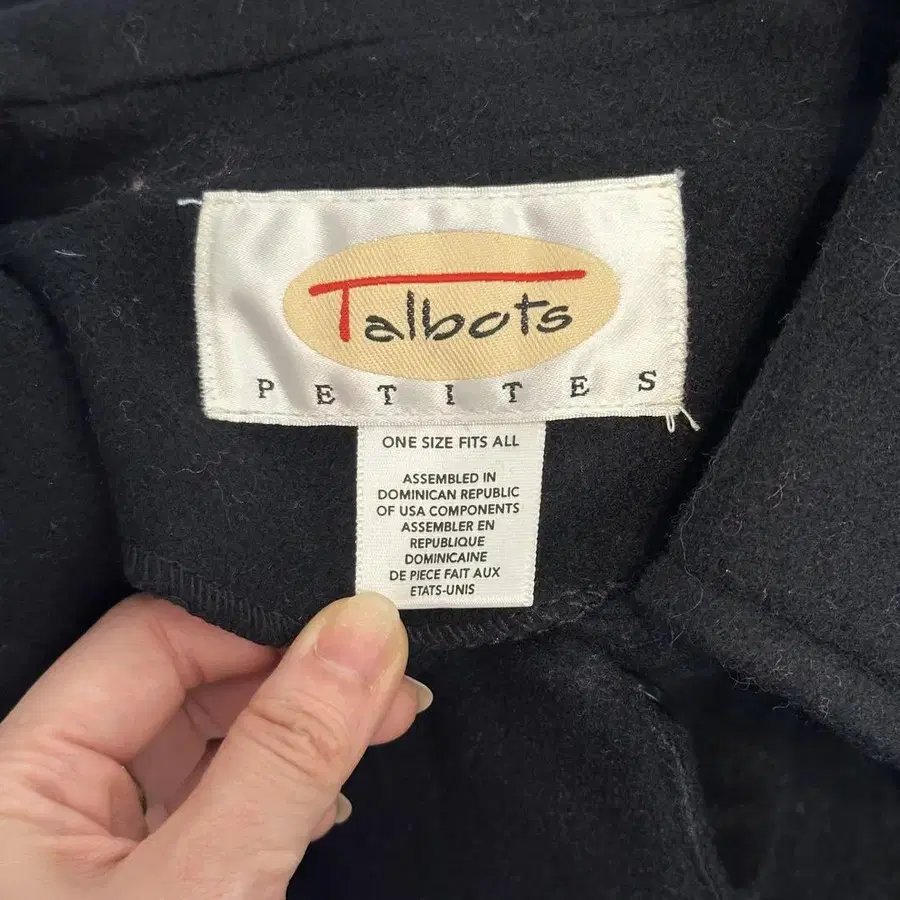 Talbots
PETITES
ONE SIZE FITS ALL
ASSEMBLED IN
DOMINICAN REPUBLIC
OF USA COMPONENTS
ASSEMBLER EN
REPUBLIQUE
DOMINICAINE
DE PIECE FAIT AUX
ETATS-UNIS